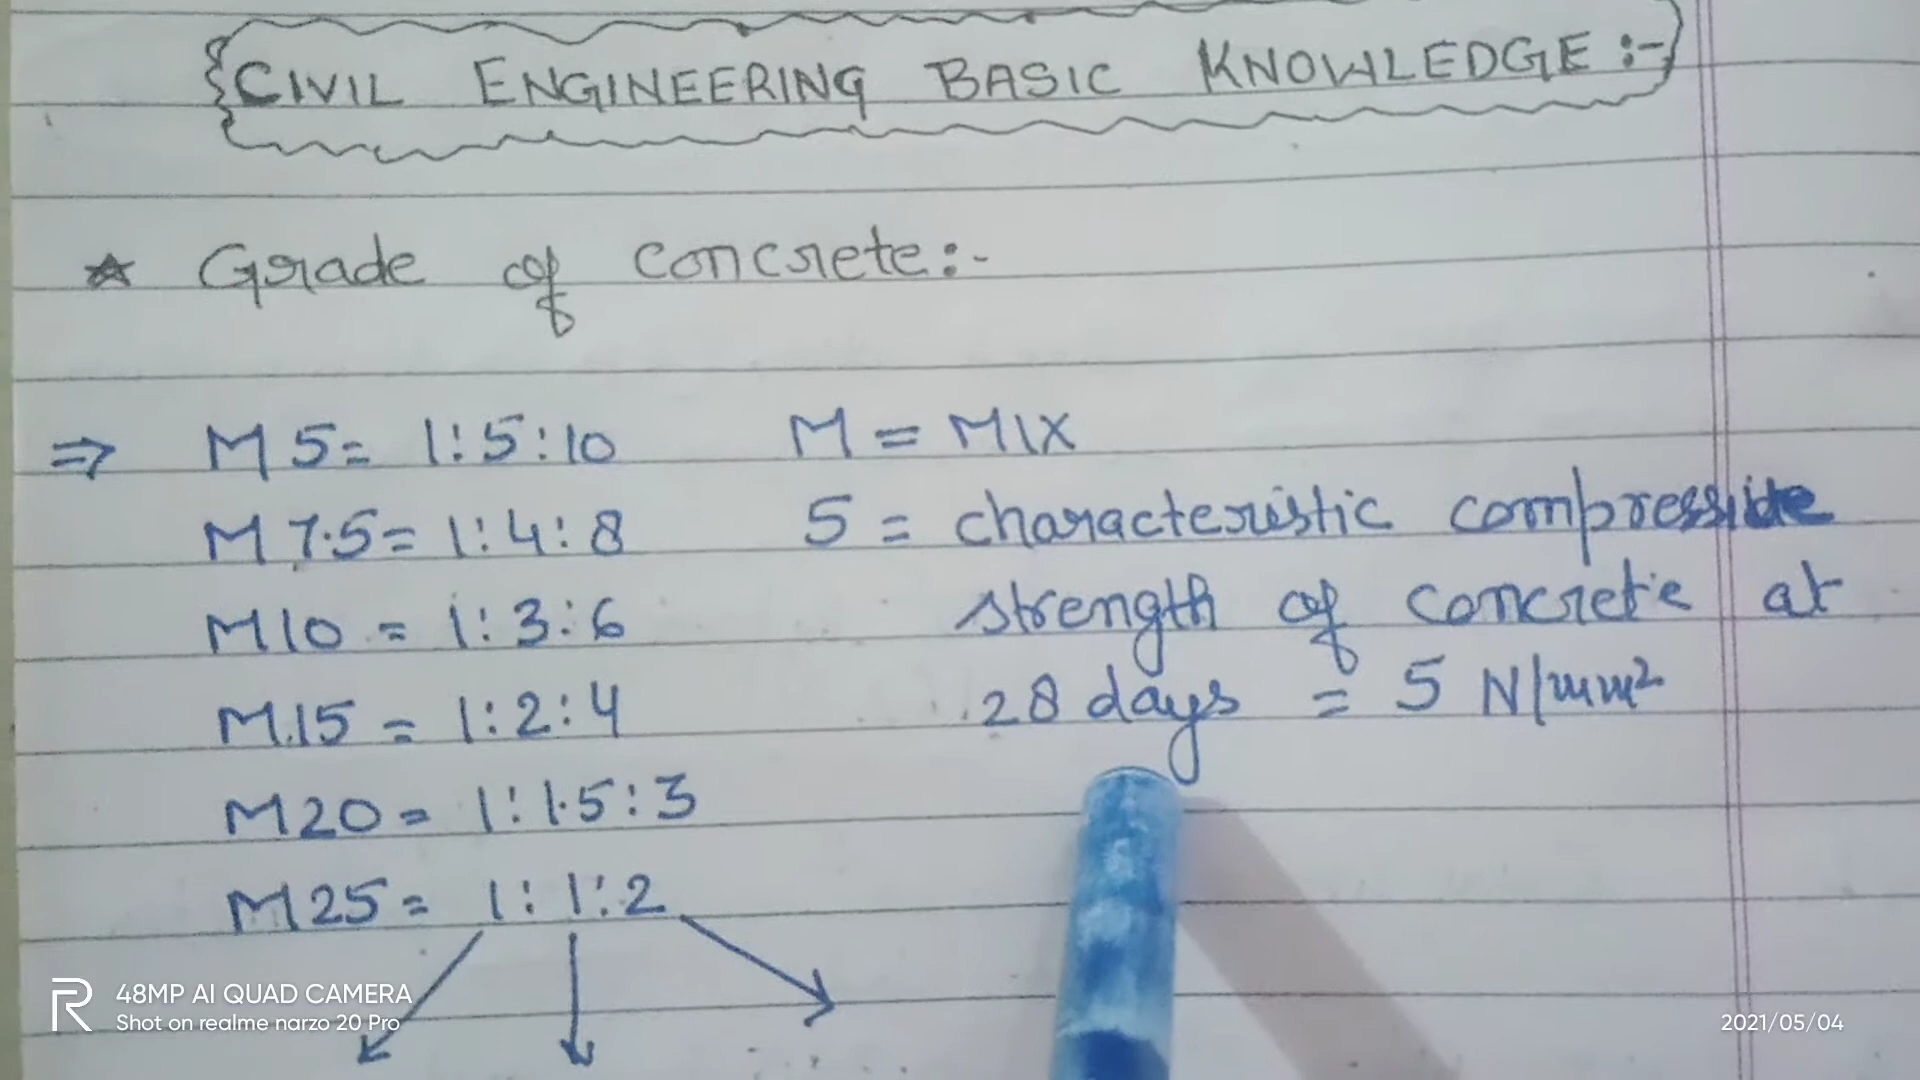 CIVIL ENGINEERING BASIC KNOWLEDGE:-
☆ Grade of concrete:-
⇒ M 5= 1:5:10
M 7.5= 1:4:8
M10 = 1:3:6
M15 = 1:2:4
M20= 1:1.5:3
M25= 1:1:2
M = MIX
5 = characteristic compressive
strength of concrete at
28 days = 5 N/mm²
48MP AI QUAD CAMERA
Shot on realme narzo 20 Pro
2021/05/04